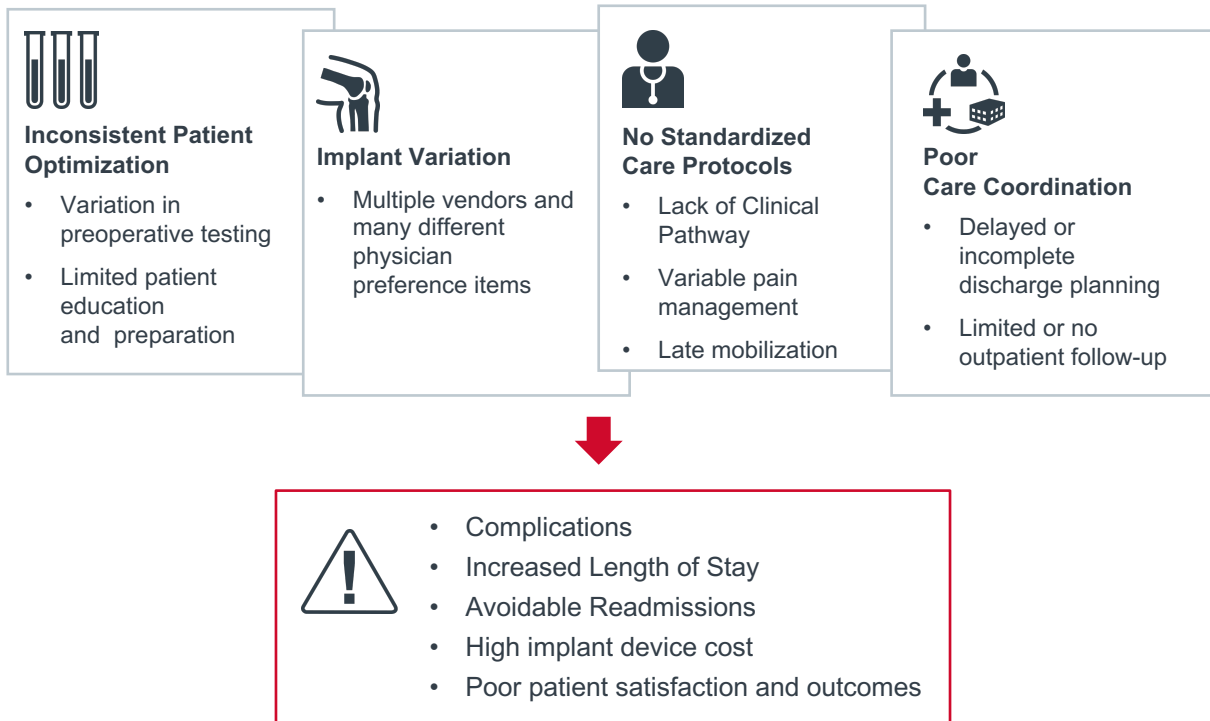 Inconsistent Patient
Optimization
• Variation in
preoperative testing
• Limited patient
education
and  preparation
Implant Variation
• Multiple vendors and
many different
physician
preference items
No Standardized
Care Protocols
• Lack of Clinical
Pathway
• Variable pain
management
• Late mobilization
Poor
Care Coordination
• Delayed or
incomplete
discharge planning
• Limited or no
outpatient follow-up
• Complications
• Increased Length of Stay
• Avoidable Readmissions
• High implant device cost
• Poor patient satisfaction and outcomes